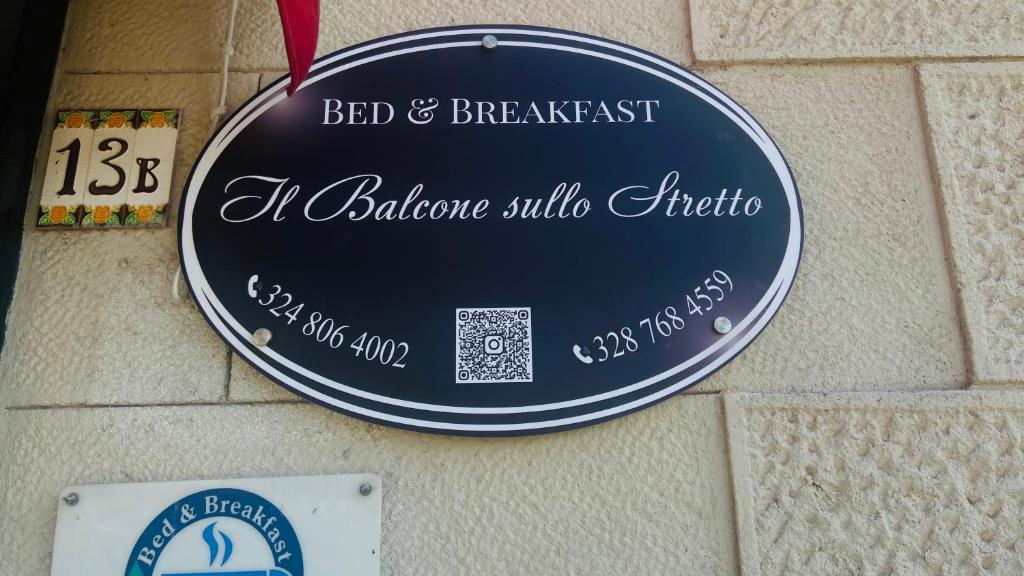 BED & BREAKFAST
13B
Il Balcone sullo Stretto
324 806 4002
328 768 4559
Bed & Breakfast